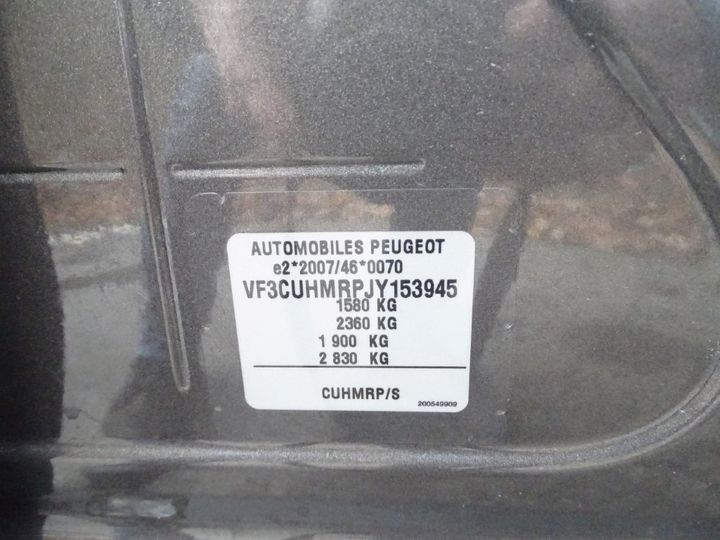 AUTOMOBILES PEUGEOT
e2*2007/46*0070
VF3CUHMRPJY153945
1580 KG
2360 KG
1 900 KG
2 830 KG
CUHMRP/S
200549909